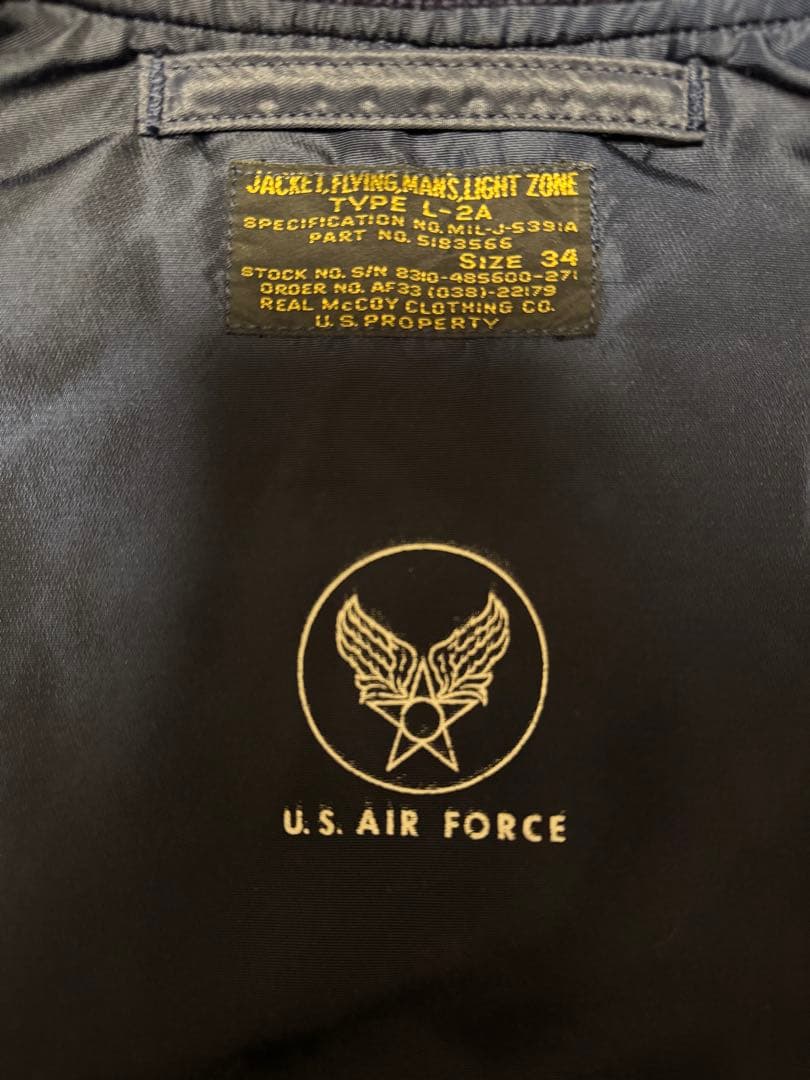 JACKET, FLYING, MAN'S, LIGHT ZONE
TYPE L-2A
SPECIFICATION NO. MIL-J-5391A
PART NO. 5183566
SIZE 34
STOCK NO. S/N 8310-485600-271
ORDER NO. AF33 (038)-22179
REAL McCOY CLOTHING CO.
U.S. PROPERTY
U.S. AIR FORCE